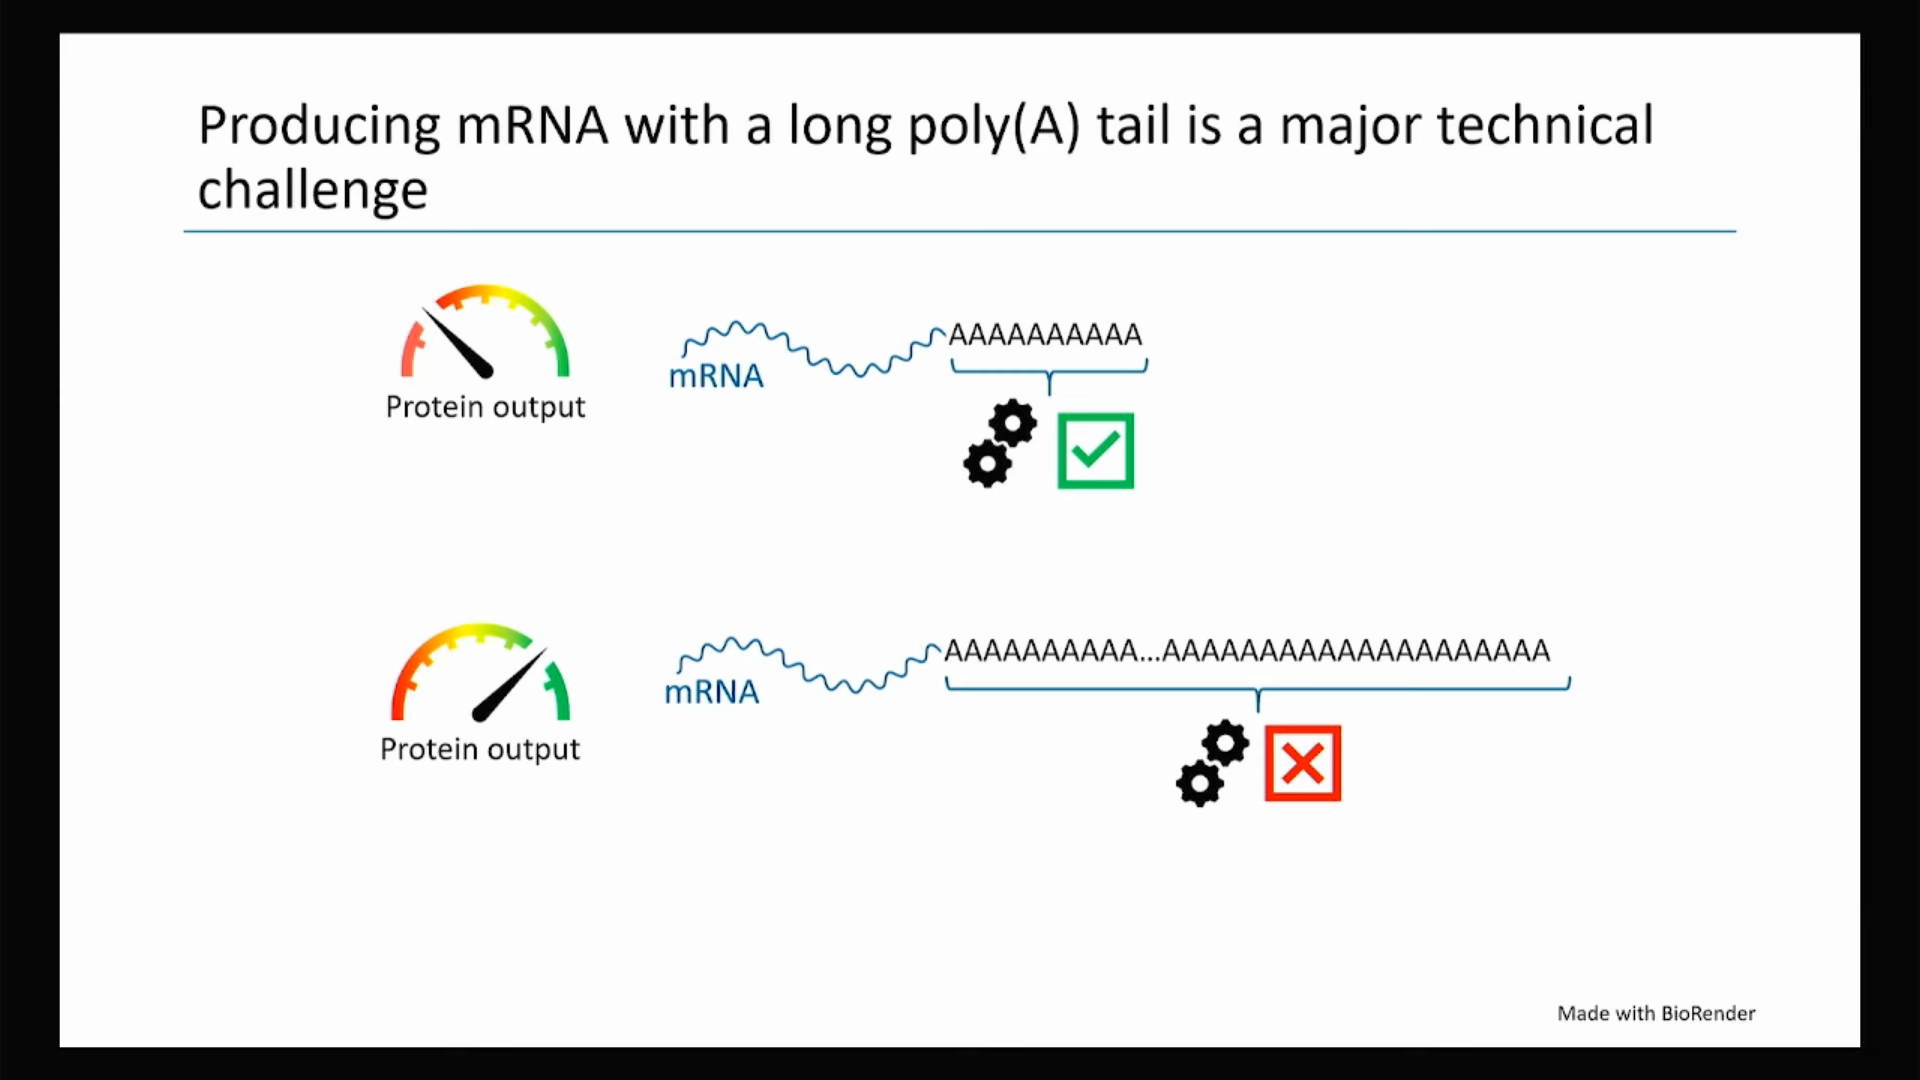 Producing mRNA with a long poly(A) tail is a major technical
challenge
AAAAAAAAAA
mRNA
Protein output
AAAAAAAAAA...AAAAAAAAAAAAAAAAAAAA
mRNA
Protein output
Made with BioRender